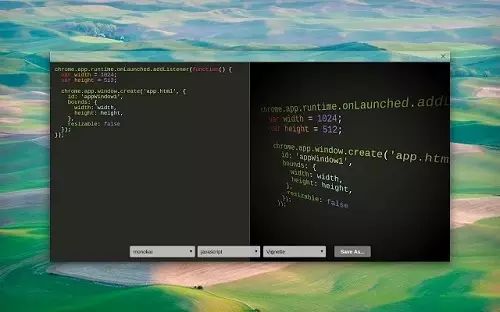 chrome.app.runtime.onLaunched.addListener(function() {
  var width = 1024;
  var height = 512;
  chrome.app.window.create('app.html', {
    id: 'appWindow1',
    bounds: {
      width: width,
      height: height,
    },
    resizable: false
  });
});
chrome.app.runtime.onLaunched.addL
  var width = 1024;
  var height = 512;
  chrome.app.window.create('app.htm
    id: 'appWindow1',
    bounds: {
      width: width,
      height: height,
    },
    resizable: false
  });
});
monokai javascript Vignette Save As...